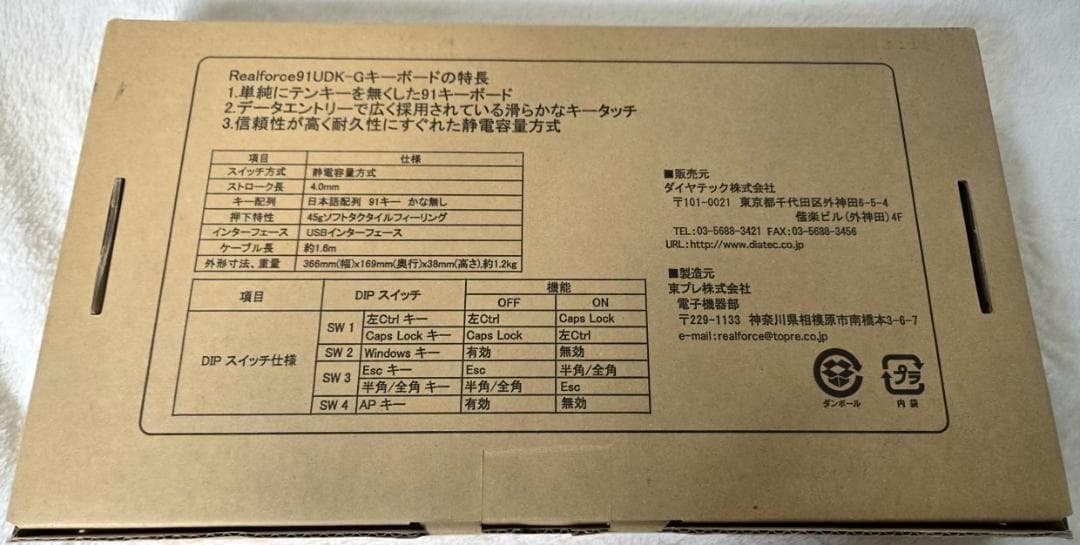 Realforce91UDK-Gキーボードの特長
1.単純にテンキーを無くした91キーボード
2.データエントリーで広く採用されている滑らかなキータッチ
3.信頼性が高く耐久性にすぐれた静電容量方式
項目 仕様
スイッチ方式 静電容量方式
ストローク長 4.0mm
キー配列 日本語配列 91キー かな無し
押下特性 45gソフトタクタイルフィーリング
インターフェース USBインターフェース
ケーブル長 約1.6m
外形寸法、重量 366mm(幅)x169mm(奥行)x38mm(高さ),約1.2kg
項目 DIP スイッチ 機能
OFF ON
DIP スイッチ仕様
SW 1 左Ctrl キー 左Ctrl Caps Lock
Caps Lock キー Caps Lock 左Ctrl
SW 2 Windows キー 有効 無効
SW 3 Esc キー Esc 半角/全角
半角/全角 キー 半角/全角 Esc
SW 4 AP キー 有効 無効
■販売元
ダイヤテック株式会社
〒101-0021 東京都千代田区外神田6-5-4
偕楽ビル(外神田)4F
TEL:03-5688-3421 FAX:03-5688-3456
URL:http://www.diatec.co.jp
■製造元
東プレ株式会社
電子機器部
〒229-1133 神奈川県相模原市南橋本3-6-7
e-mail:realforce@topre.co.jp
ダンボール
プラ
内袋